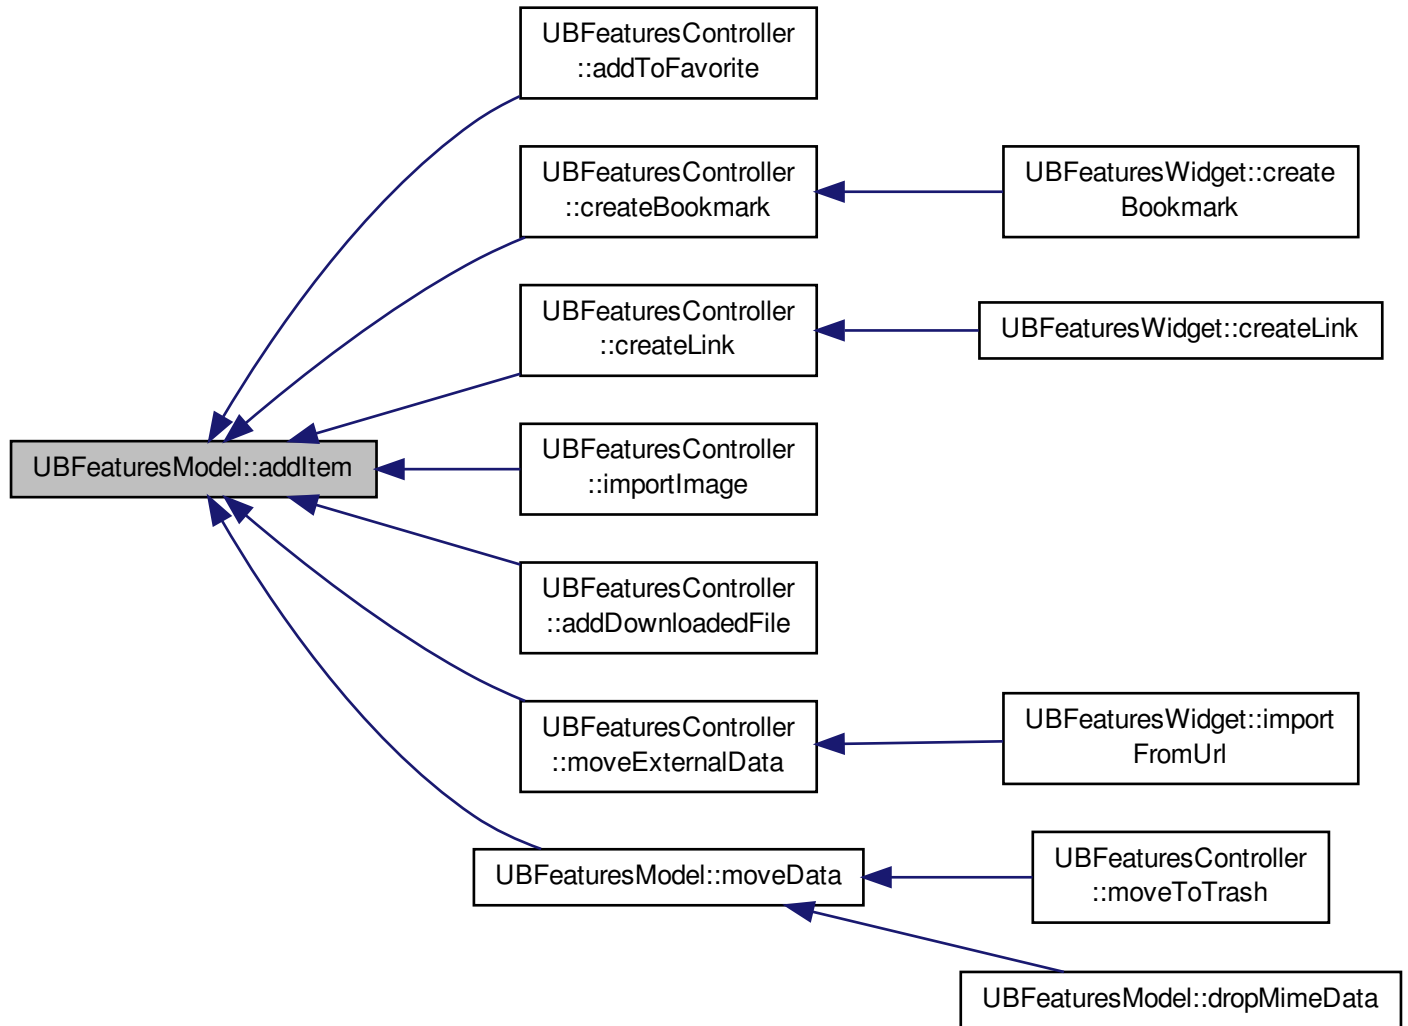 UBFeaturesController
::addToFavorite
UBFeaturesController
::createBookmark
UBFeaturesWidget::create
Bookmark
UBFeaturesController
::createLink
UBFeaturesWidget::createLink
UBFeaturesModel::addItem
UBFeaturesController
::importImage
UBFeaturesController
::addDownloadedFile
UBFeaturesController
::moveExternalData
UBFeaturesWidget::import
FromUrl
UBFeaturesModel::moveData
UBFeaturesController
::moveToTrash
UBFeaturesModel::dropMimeData